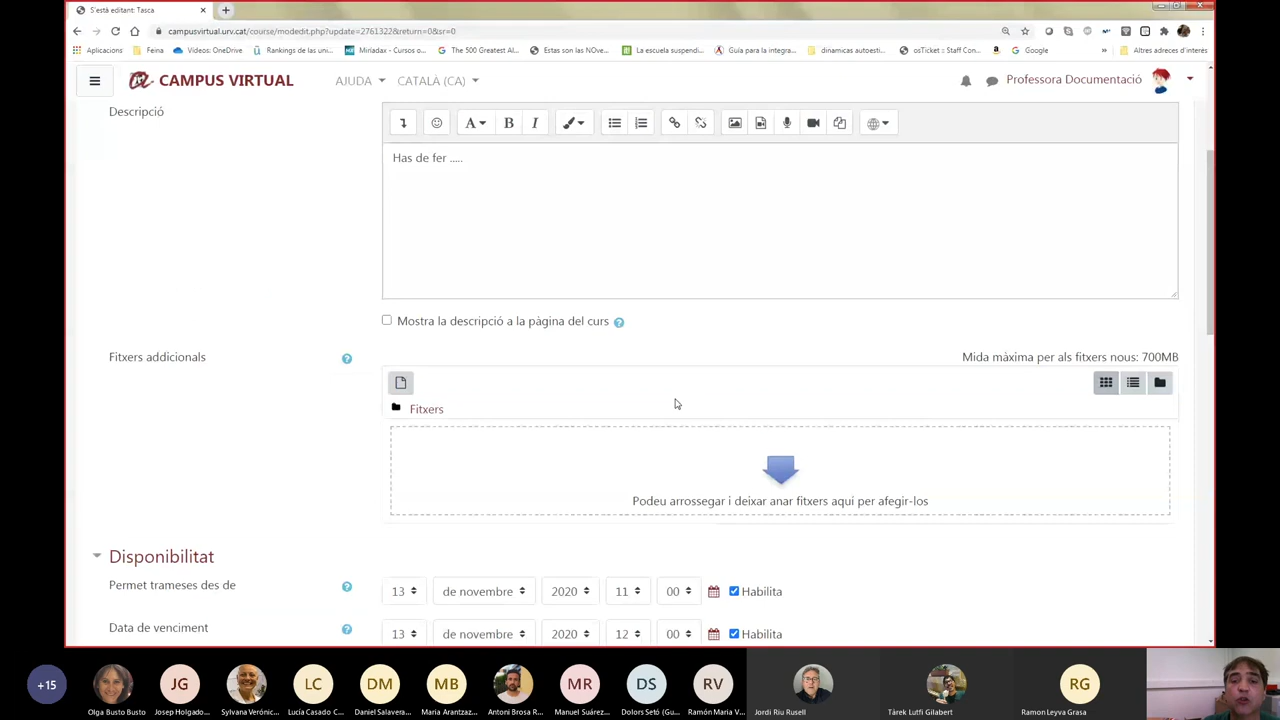 S'està editant: Tasca
campusvirtual.urv.cat/course/modedit.php?update=2761322&return=0&sr=0
Aplicacions Feina Vídeos: OneDrive Rankings de las uni... Miríadax - Cursos o... The 500 Greatest Al... Estas son las NOve... La escuela suspendi... Guía para la integra... dinamicas autoesti... osTicket :: Staff Con... Google » Altres adreces d'interés
CAMPUS VIRTUAL AJUDA CATALÀ (CA) Professora Documentació
Descripció
Has de fer .....
Mostra la descripció a la pàgina del curs
Fitxers addicionals Mida màxima per als fitxers nous: 700MB
Fitxers
Podeu arrossegar i deixar anar fitxers aquí per afegir-los
Disponibilitat
Permet trameses des de 13 de novembre 2020 11 00 Habilita
Data de venciment 13 de novembre 2020 12 00 Habilita
+15 JG LC DM MB MR DS RV RG
Olga Busto Busto Josep Holgado... Sylvana Verónic... Lucía Casado C... Daniel Salavera... Maria Arantzaz... Antoni Brosa R... Manuel Suárez... Dolors Setó (Gu... Ramón Maria V... Jordi Riu Rusell Tárek Lutfi Gilabert Ramon Leyva Grasa